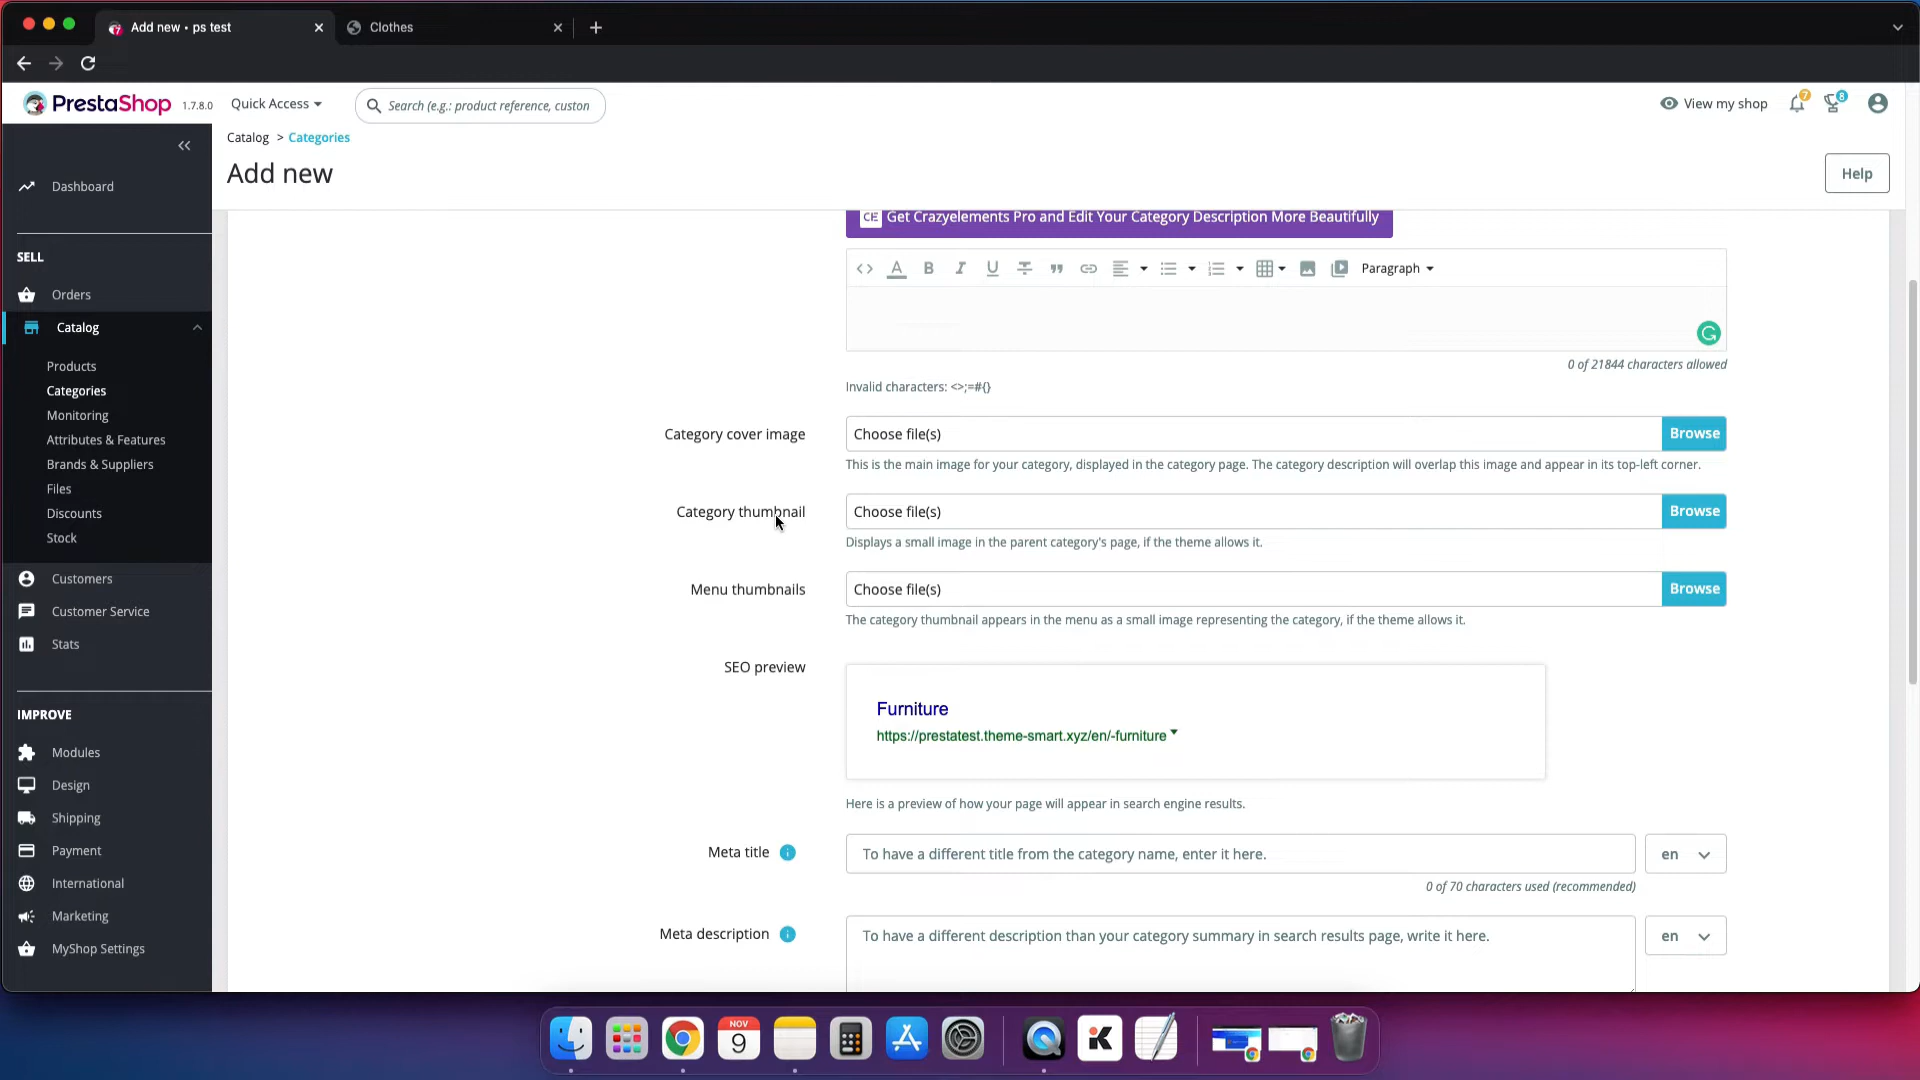 Add new • ps test
Clothes
PrestaShop 1.7.8.0
Quick Access
Search (e.g.: product reference, custon
View my shop
7
8
Catalog > Categories
Add new
Help
Dashboard
SELL
Orders
Catalog
Products
Categories
Monitoring
Attributes & Features
Brands & Suppliers
Files
Discounts
Stock
Customers
Customer Service
Stats
IMPROVE
Modules
Design
Shipping
Payment
International
Marketing
MyShop Settings
CE Get Crazyelements Pro and Edit Your Category Description More Beautifully
Paragraph
0 of 21844 characters allowed
Invalid characters: <>;=#{}
Category cover image
Choose file(s)
Browse
This is the main image for your category, displayed in the category page. The category description will overlap this image and appear in its top-left corner.
Category thumbnail
Choose file(s)
Browse
Displays a small image in the parent category's page, if the theme allows it.
Menu thumbnails
Choose file(s)
Browse
The category thumbnail appears in the menu as a small image representing the category, if the theme allows it.
SEO preview
Furniture
https://prestatest.theme-smart.xyz/en/-furniture
Here is a preview of how your page will appear in search engine results.
Meta title
To have a different title from the category name, enter it here.
en
0 of 70 characters used (recommended)
Meta description
To have a different description than your category summary in search results page, write it here.
en
NOV
9